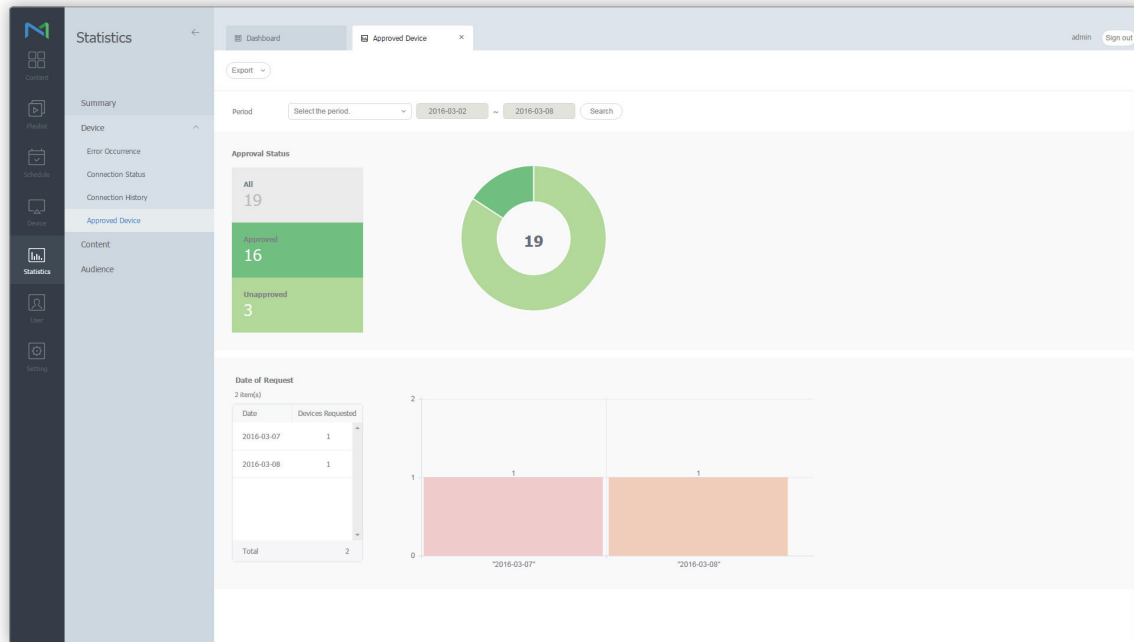 Statistics
Content
Playlist
Schedule
Device
Statistics
User
Setting
Summary
Device
Error Occurrence
Connection Status
Connection History
Approved Device
Content
Audience
Dashboard
Approved Device
admin
Sign out
Export
Period
Select the period.
2016-03-02 ~ 2016-03-08
Search
Approval Status
All
19
Approved
16
Unapproved
3
19
Date of Request
2 item(s)
Date Devices Requested
2016-03-07 1
2016-03-08 1
Total 2
2
1
0
1
1
"2016-03-07"
"2016-03-08"